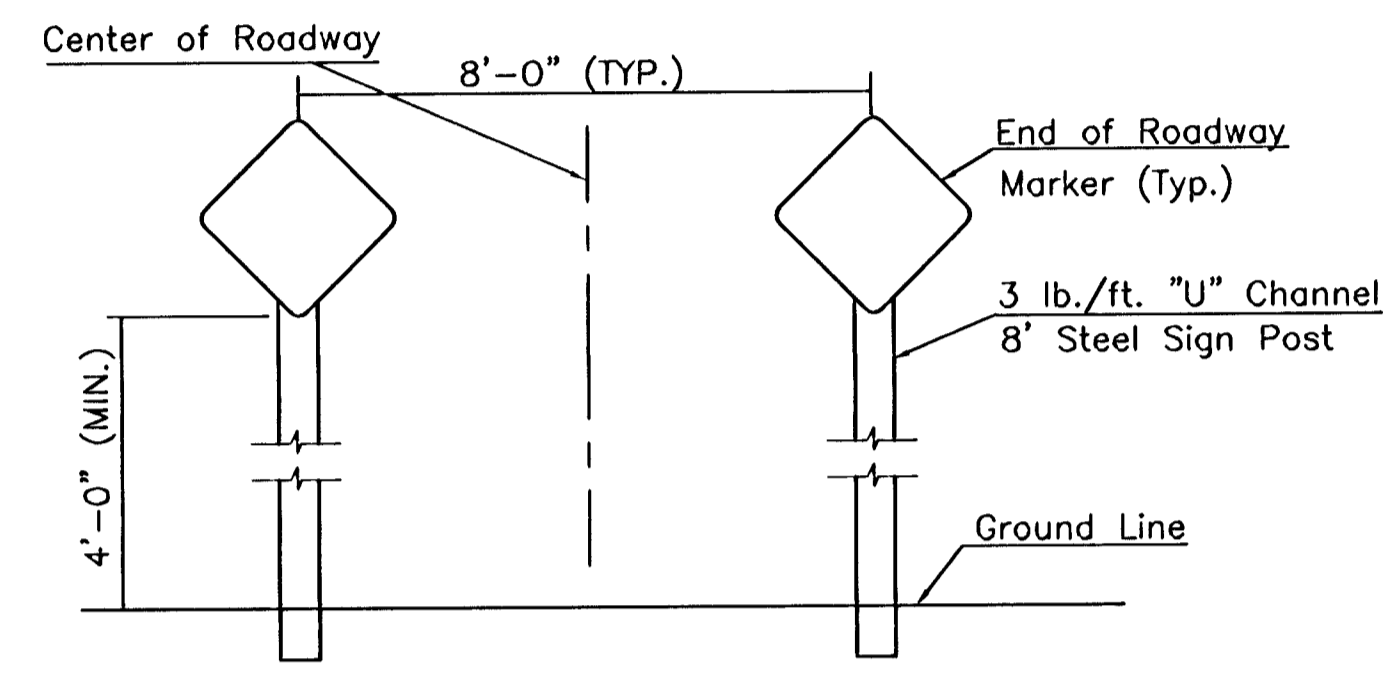 Center of Roadway
8'-0" (TYP.)
End of Roadway
Marker (Typ.)
3 lb./ft. "U" Channel
8' Steel Sign Post
4'-0" (MIN.)
Ground Line